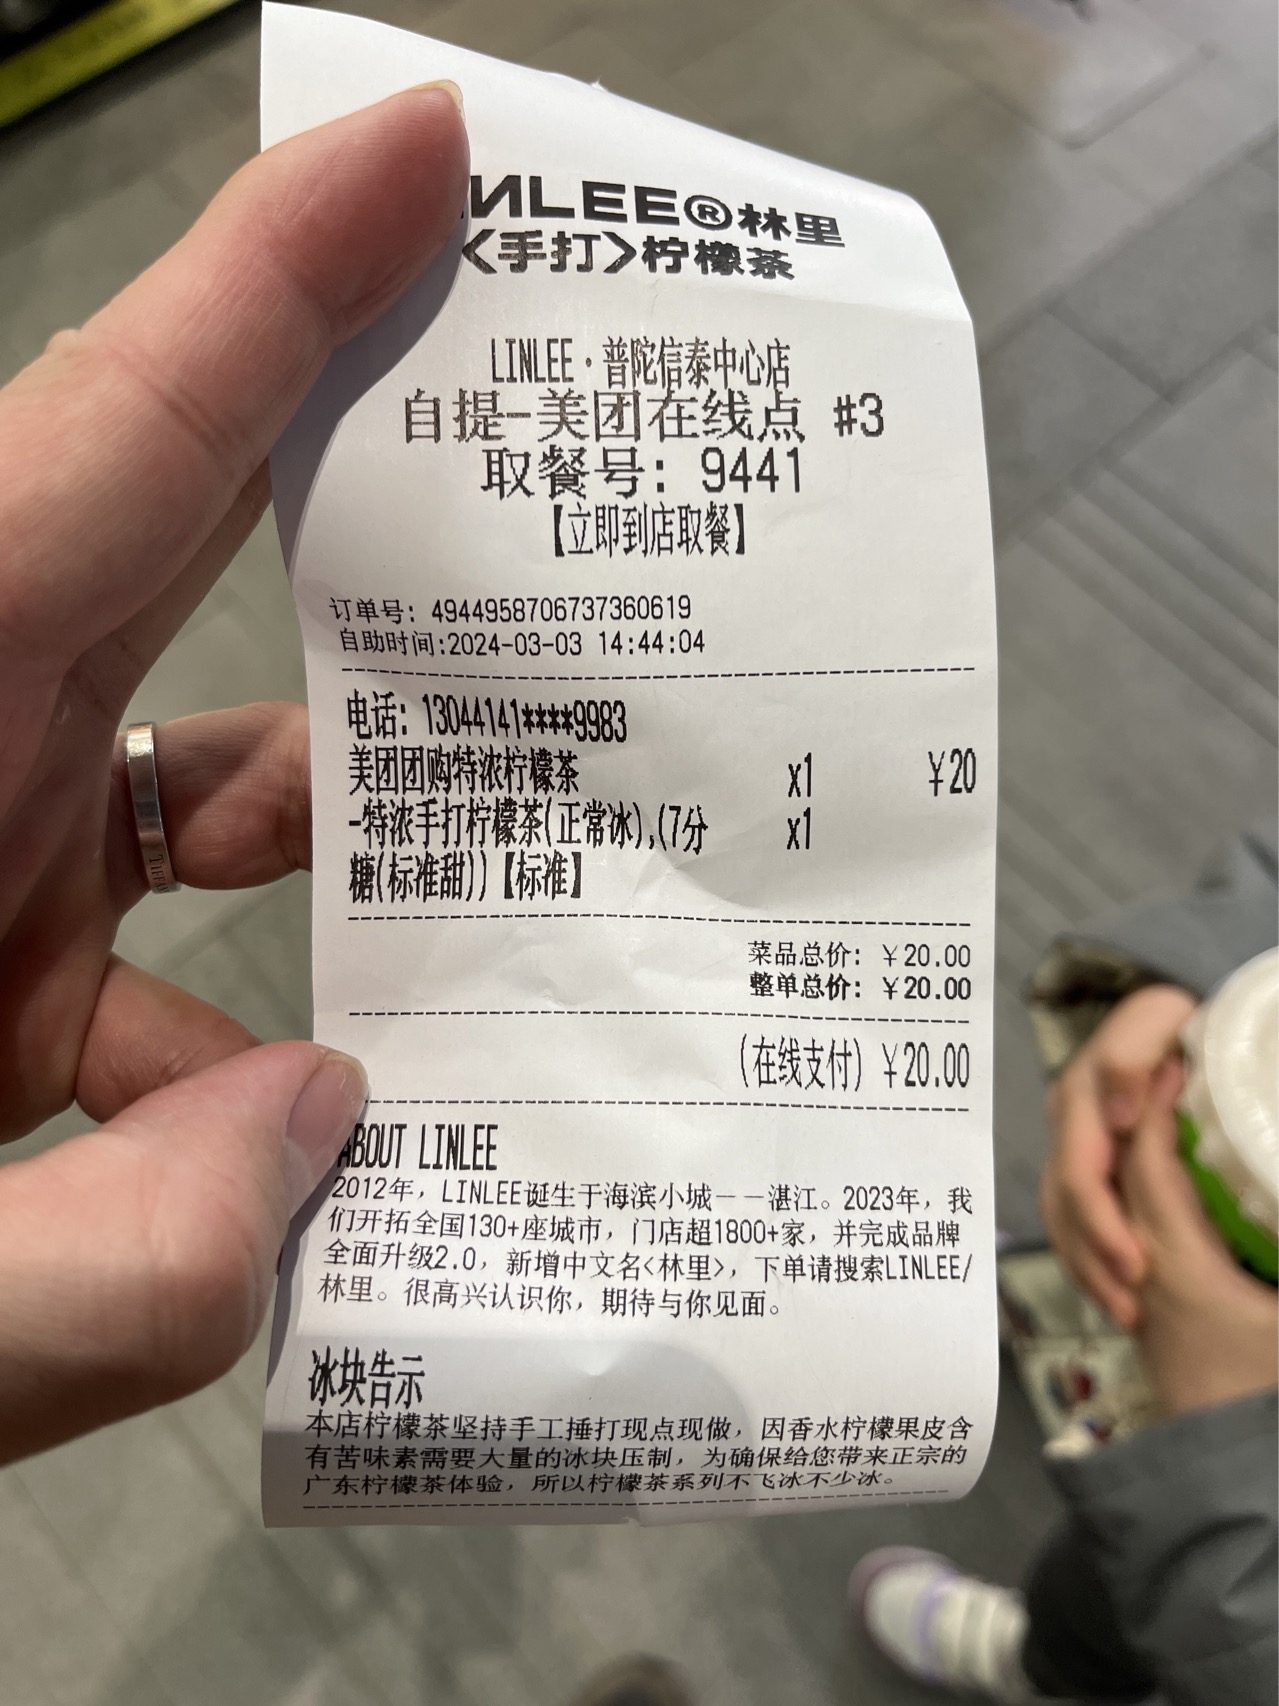 INLEE®林里
<手打>柠檬茶
LINLEE·普陀信泰中心店
自提-美团在线点 #3
取餐号: 9441
【立即到店取餐】
订单号: 4944958706737360619
自助时间:2024-03-03 14:44:04
电话: 13044141****9983
美团团购特浓柠檬茶 x1 ¥20
-特浓手打柠檬茶(正常冰),(7分 x1
糖(标准甜))【标准】
菜品总价: ¥20.00
整单总价: ¥20.00
(在线支付) ¥20.00
ABOUT LINLEE
2012年，LINLEE诞生于海滨小城——湛江。2023年，我
们开拓全国130+座城市，门店超1800+家，并完成品牌
全面升级2.0，新增中文名<林里>，下单请搜索LINLEE/
林里。很高兴认识你，期待与你见面。
冰块告示
本店柠檬茶坚持手工捶打现点现做，因香水柠檬果皮含
有苦味素需要大量的冰块压制，为确保给您带来正宗的
广东柠檬茶体验，所以柠檬茶系列不飞冰不少冰。
TIFFA